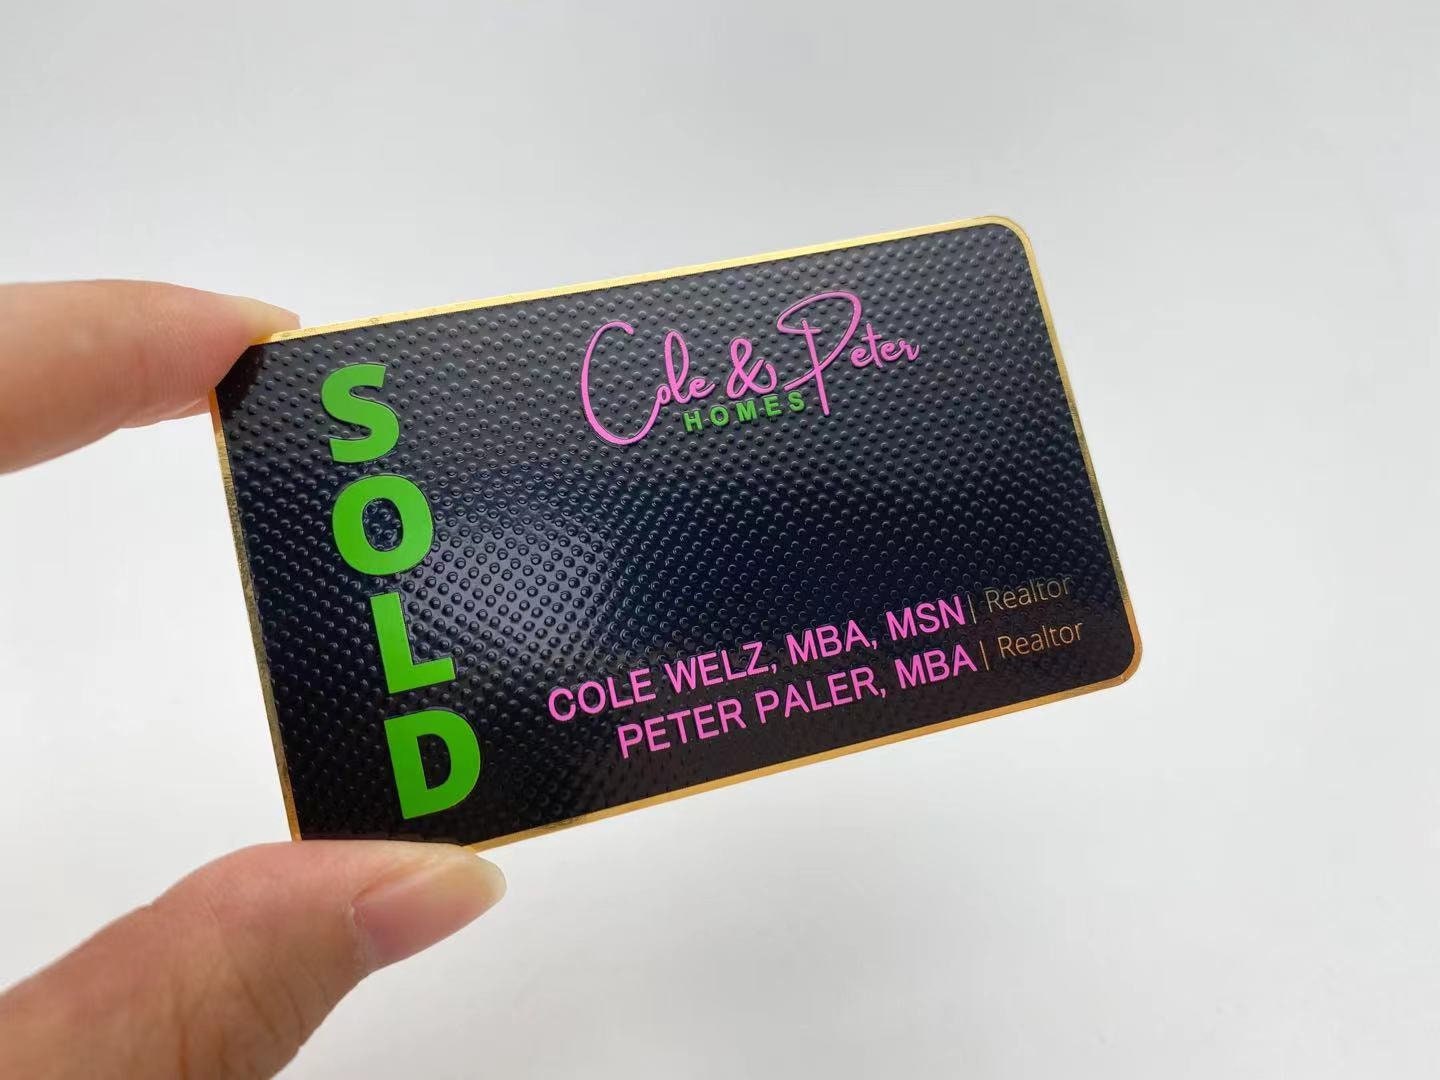 SOLD
Cole & Peter
HOMES
COLE WELZ, MBA, MSN | Realtor
PETER PALER, MBA | Realtor